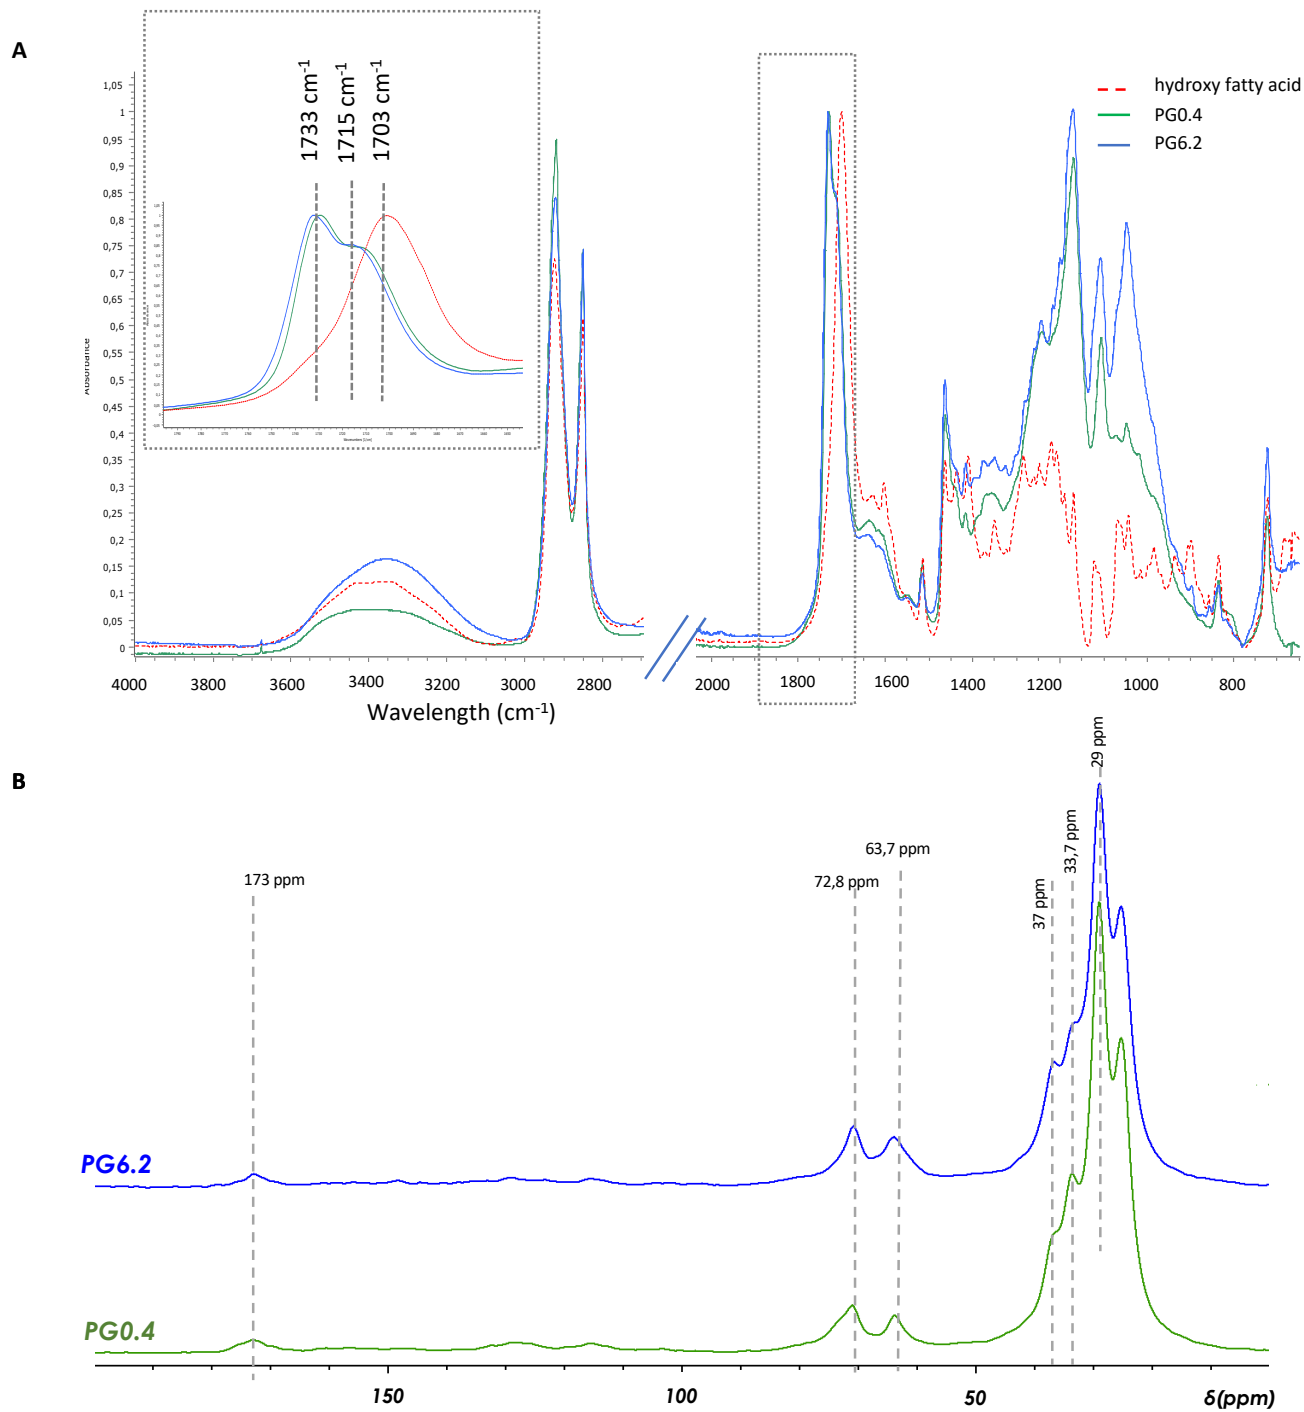 A
1733 cm-1
1715 cm-1
1703 cm-1
hydroxy fatty acid
PG0.4
PG6.2
1,05
1
0,95
0,9
0,85
0,8
0,75
0,7
0,65
0,6
0,55
0,5
0,45
0,4
0,35
0,3
0,25
0,2
0,15
0,1
0,05
0
Absorbance
4000 3800 3600 3400 3200 3000 2800 2000 1800 1600 1400 1200 1000 800
Wavelength (cm-1)
B
173 ppm
72,8 ppm
63,7 ppm
37 ppm
33,7 ppm
29 ppm
PG6.2
PG0.4
150 100 50 δ(ppm)